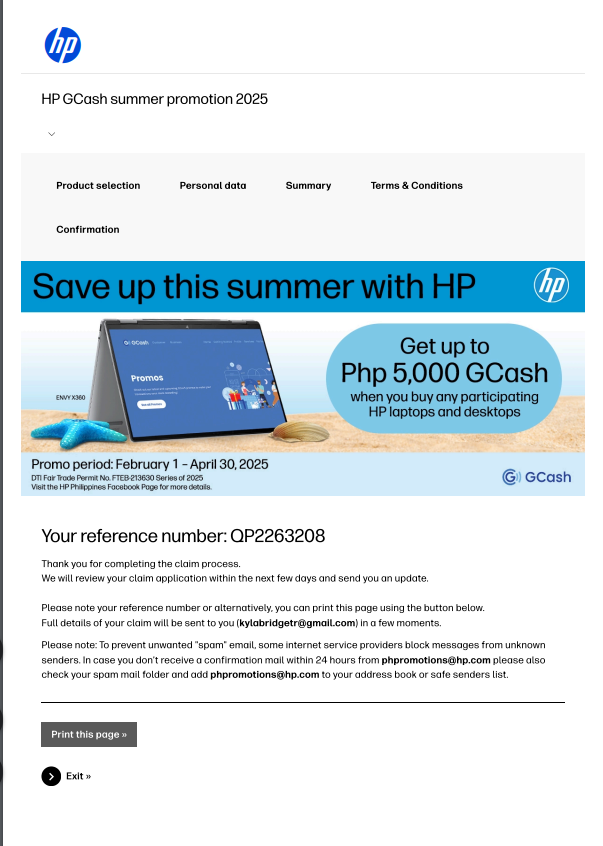 hp
HP GCash summer promotion 2025
Product selection
Personal data
Summary
Terms & Conditions
Confirmation
Save up this summer with HP
hp
GCash
Promos
ENVY X360
Get up to
Php 5,000 GCash
when you buy any participating
HP laptops and desktops
Promo period: February 1 – April 30, 2025
DTI Fair Trade Permit No. FTEB-213630 Series of 2025
Visit the HP Philippines Facebook Page for more details.
GCash
Your reference number: QP2263208
Thank you for completing the claim process.
We will review your claim application within the next few days and send you an update.
Please note your reference number or alternatively, you can print this page using the button below.
Full details of your claim will be sent to you (kylabridgetr@gmail.com) in a few moments.
Please note: To prevent unwanted "spam" email, some internet service providers block messages from unknown
senders. In case you don't receive a confirmation mail within 24 hours from phpromotions@hp.com please also
check your spam mail folder and add phpromotions@hp.com to your address book or safe senders list.
Print this page »
Exit »